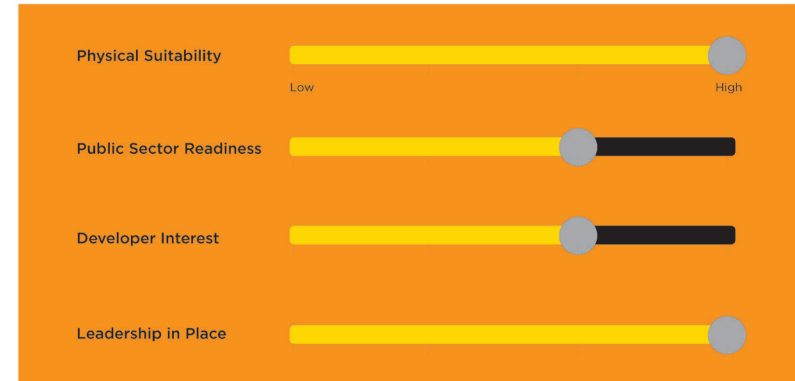 Physical Suitability
Low High
Public Sector Readiness
Developer Interest
Leadership in Place